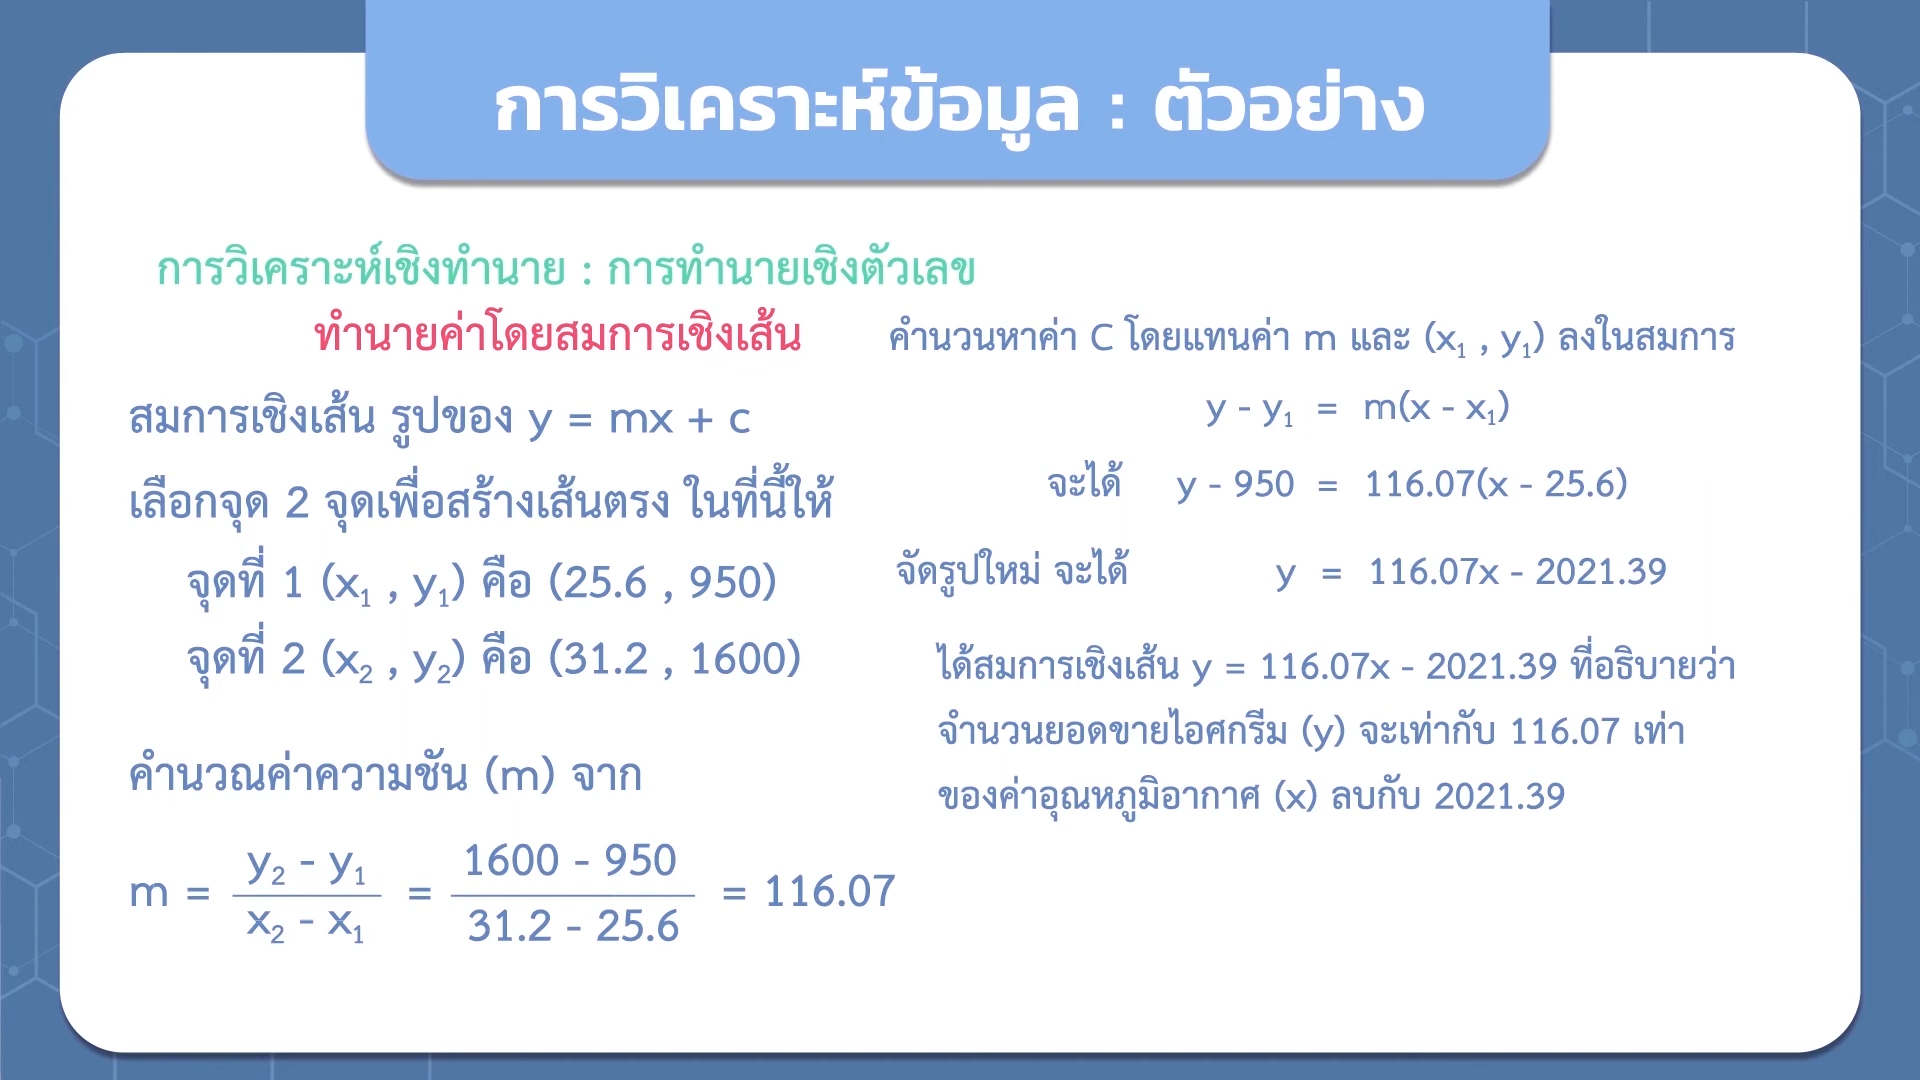 การวิเคราะห์ข้อมูล : ตัวอย่าง
การวิเคราะห์เชิงทำนาย : การทำนายเชิงตัวเลข
ทำนายค่าโดยสมการเชิงเส้น
สมการเชิงเส้น รูปของ y = mx + c
เลือกจุด 2 จุดเพื่อสร้างเส้นตรง ในที่นี้ให้
จุดที่ 1 (x₁ , y₁) คือ (25.6 , 950)
จุดที่ 2 (x₂ , y₂) คือ (31.2 , 1600)
คำนวณค่าความชัน (m) จาก
m = (y₂ - y₁)/(x₂ - x₁) = (1600 - 950)/(31.2 - 25.6) = 116.07
คำนวนหาค่า C โดยแทนค่า m และ (x₁ , y₁) ลงในสมการ
y - y₁ = m(x - x₁)
จะได้ y - 950 = 116.07(x - 25.6)
จัดรูปใหม่ จะได้ y = 116.07x - 2021.39
ได้สมการเชิงเส้น y = 116.07x - 2021.39 ที่อธิบายว่า
จำนวนยอดขายไอศกรีม (y) จะเท่ากับ 116.07 เท่า
ของค่าอุณหภูมิอากาศ (x) ลบกับ 2021.39